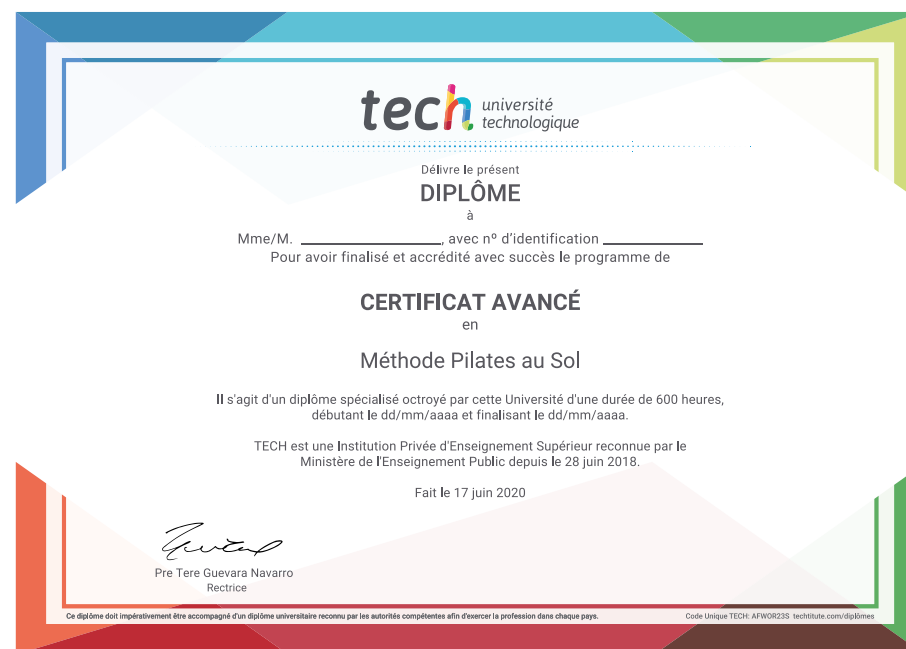 tech université
technologique
Délivre le présent
DIPLÔME
à
Mme/M. ____________________, avec nº d'identification ______________
Pour avoir finalisé et accrédité avec succès le programme de
CERTIFICAT AVANCÉ
en
Méthode Pilates au Sol
Il s'agit d'un diplôme spécialisé octroyé par cette Université d'une durée de 600 heures,
débutant le dd/mm/aaaa et finalisant le dd/mm/aaaa.
TECH est une Institution Privée d'Enseignement Supérieur reconnue par le
Ministère de l'Enseignement Public depuis le 28 juin 2018.
Fait le 17 juin 2020
Pre Tere Guevara Navarro
Rectrice
Ce diplôme doit impérativement être accompagné d'un diplôme universitaire reconnu par les autorités compétentes afin d'exercer la profession dans chaque pays.
Code Unique TECH: AFWOR23S techtitute.com/diplômes